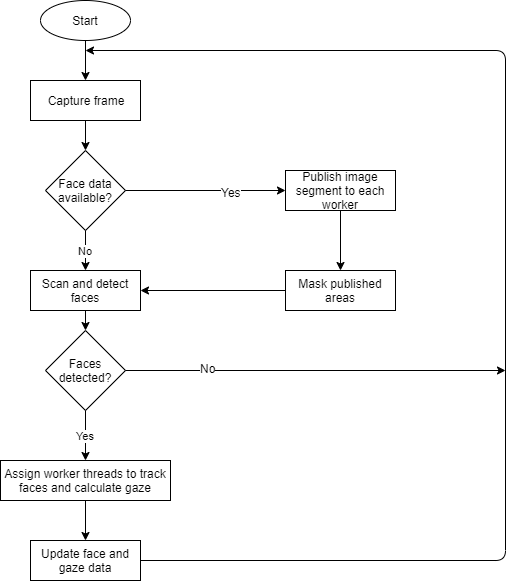 Start
Capture frame
Face data
available?
Yes
Publish image
segment to each
worker
No
Scan and detect
faces
Mask published
areas
Faces
detected?
No
Yes
Assign worker threads to track
faces and calculate gaze
Update face and
gaze data